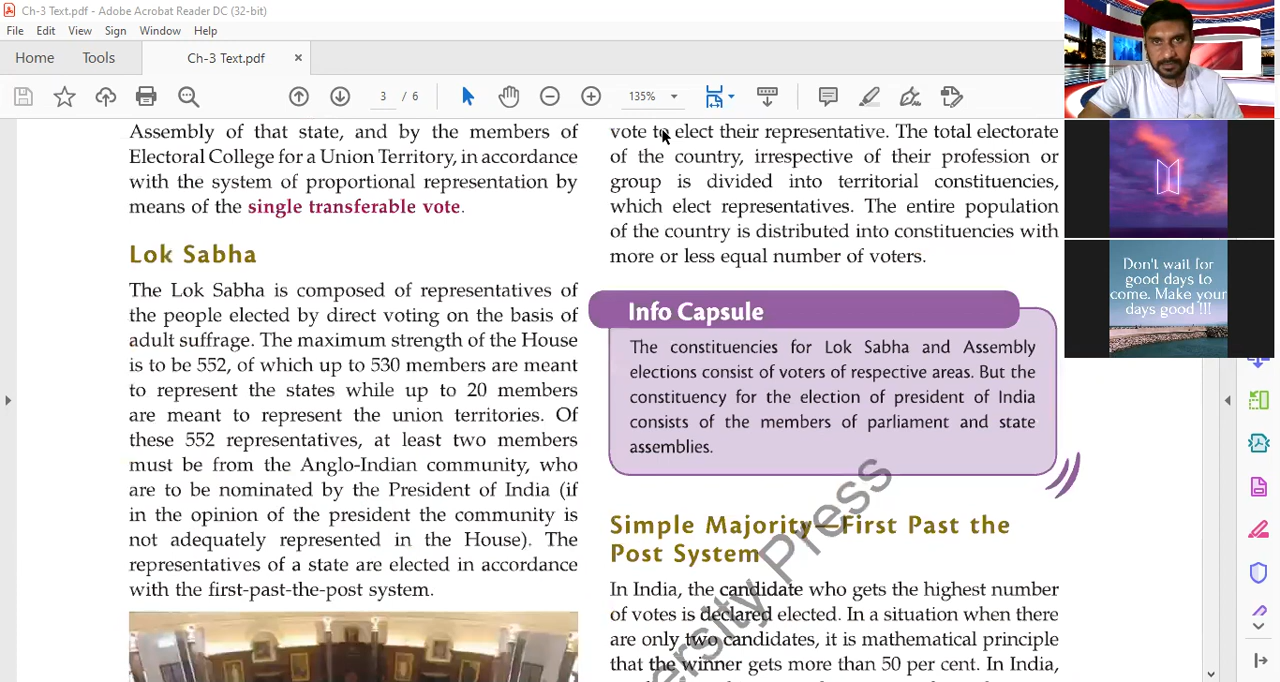 Ch-3 Text.pdf - Adobe Acrobat Reader DC (32-bit)
File Edit View Sign Window Help
Home Tools Ch-3 Text.pdf ×
3 / 6 135%
Assembly of that state, and by the members of
Electoral College for a Union Territory, in accordance
with the system of proportional representation by
means of the single transferable vote.
Lok Sabha
The Lok Sabha is composed of representatives of
the people elected by direct voting on the basis of
adult suffrage. The maximum strength of the House
is to be 552, of which up to 530 members are meant
to represent the states while up to 20 members
are meant to represent the union territories. Of
these 552 representatives, at least two members
must be from the Anglo-Indian community, who
are to be nominated by the President of India (if
in the opinion of the president the community is
not adequately represented in the House). The
representatives of a state are elected in accordance
with the first-past-the-post system.
vote to elect their representative. The total electorate
of the country, irrespective of their profession or
group is divided into territorial constituencies,
which elect representatives. The entire population
of the country is distributed into constituencies with
more or less equal number of voters.
Info Capsule
The constituencies for Lok Sabha and Assembly
elections consist of voters of respective areas. But the
constituency for the election of president of India
consists of the members of parliament and state
assemblies.
Simple Majority—First Past the
Post System
In India, the candidate who gets the highest number
of votes is declared elected. In a situation when there
are only two candidates, it is mathematical principle
that the winner gets more than 50 per cent. In India,
ersity Press
Don't wait for
good days to
come. Make your
days good !!!